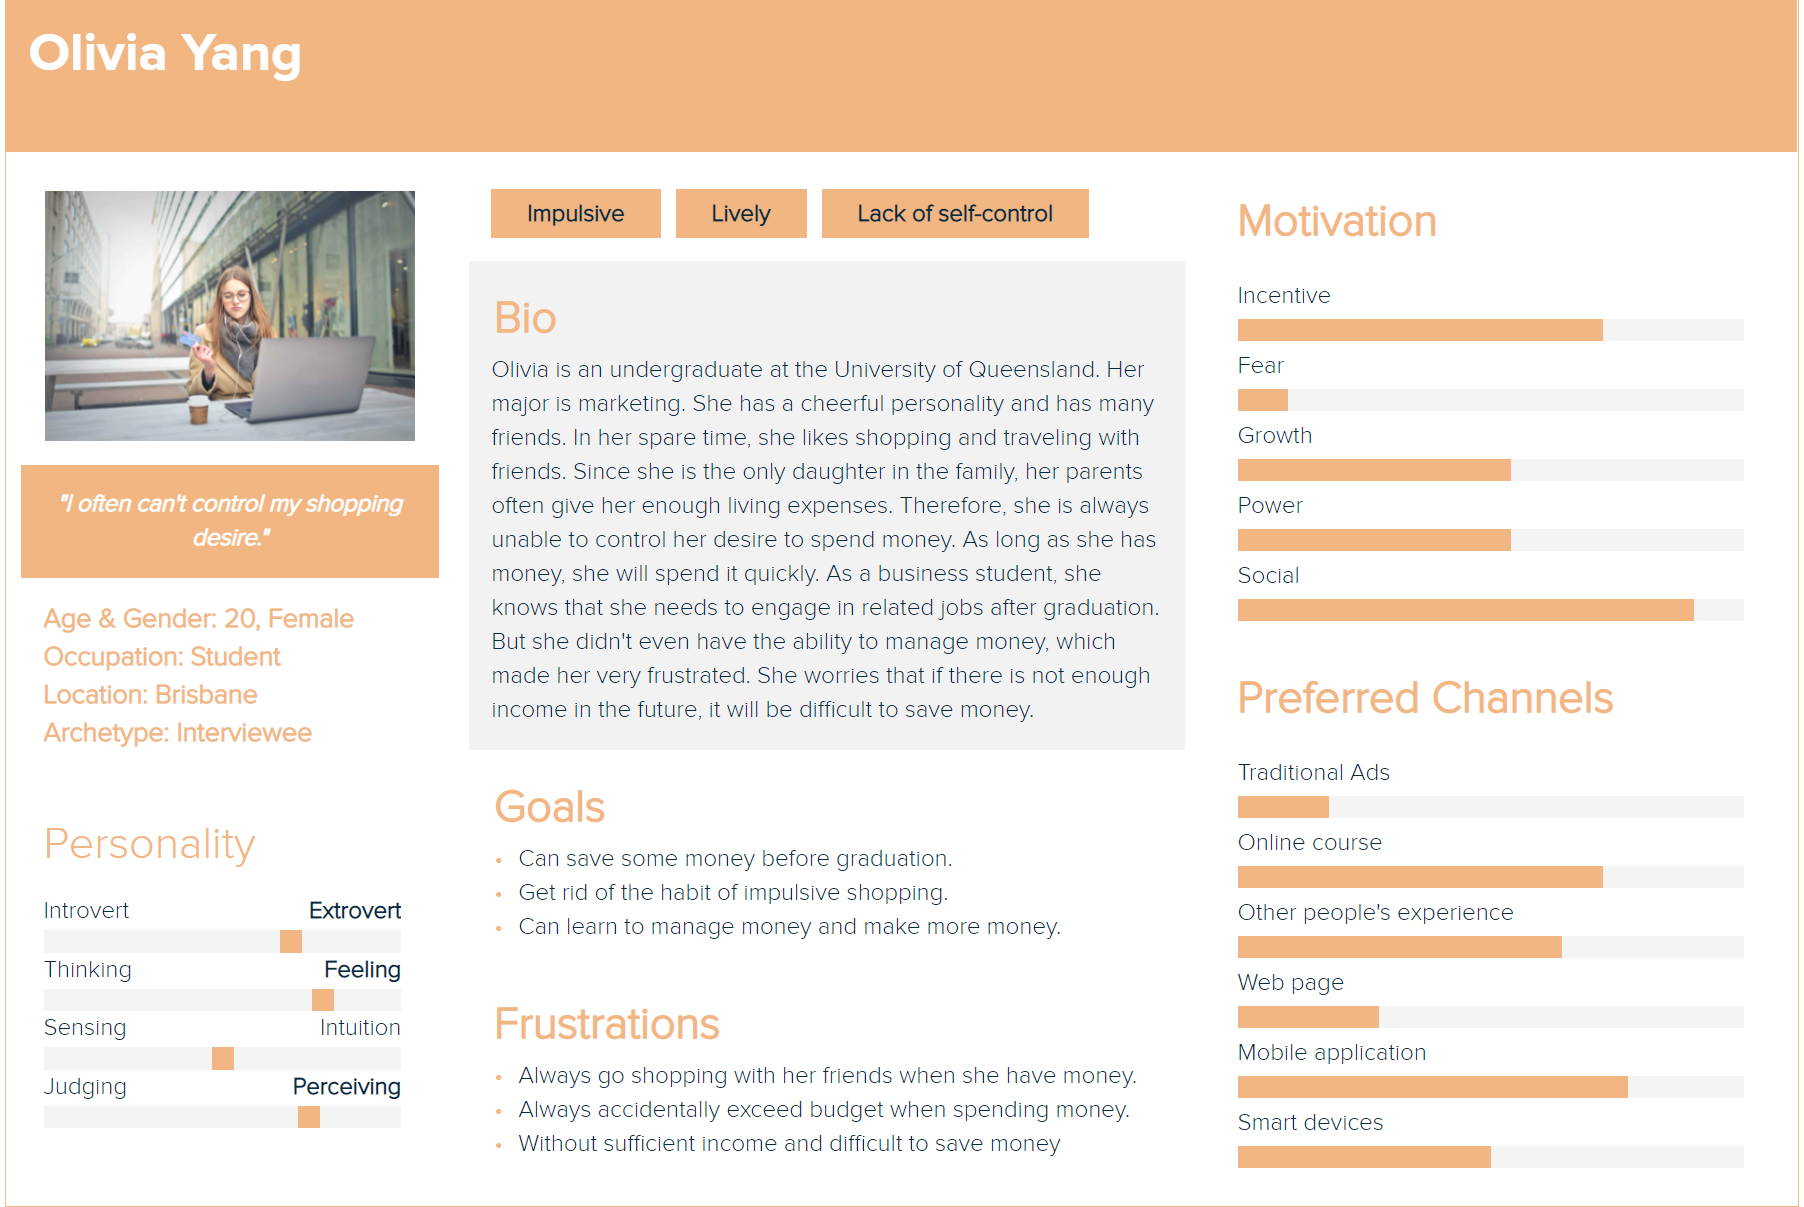 Olivia Yang
"I often can't control my shopping
desire."
Age & Gender: 20, Female
Occupation: Student
Location: Brisbane
Archetype: Interviewee
Personality
Introvert Extrovert
Thinking Feeling
Sensing Intuition
Judging Perceiving
Impulsive Lively Lack of self-control
Bio
Olivia is an undergraduate at the University of Queensland. Her
major is marketing. She has a cheerful personality and has many
friends. In her spare time, she likes shopping and traveling with
friends. Since she is the only daughter in the family, her parents
often give her enough living expenses. Therefore, she is always
unable to control her desire to spend money. As long as she has
money, she will spend it quickly. As a business student, she
knows that she needs to engage in related jobs after graduation.
But she didn't even have the ability to manage money, which
made her very frustrated. She worries that if there is not enough
income in the future, it will be difficult to save money.
Goals
• Can save some money before graduation.
• Get rid of the habit of impulsive shopping.
• Can learn to manage money and make more money.
Frustrations
• Always go shopping with her friends when she have money.
• Always accidentally exceed budget when spending money.
• Without sufficient income and difficult to save money
Motivation
Incentive
Fear
Growth
Power
Social
Preferred Channels
Traditional Ads
Online course
Other people's experience
Web page
Mobile application
Smart devices